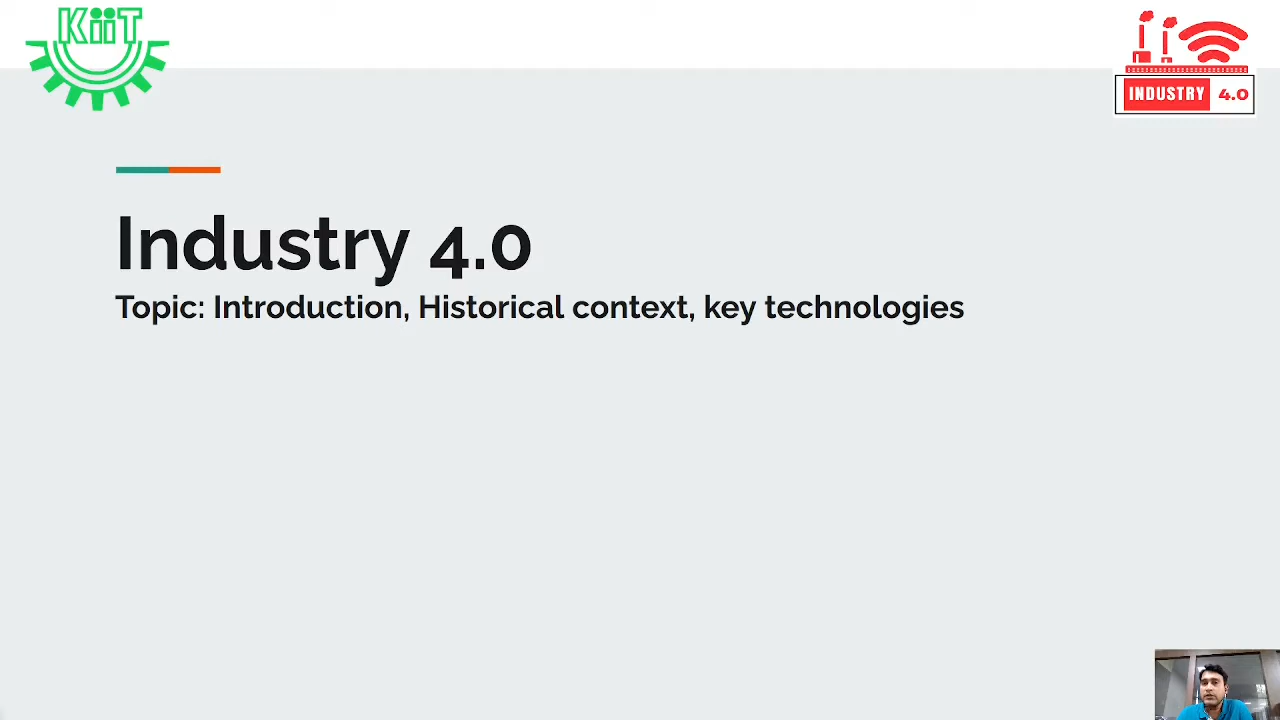 KiiT
INDUSTRY 4.0
Industry 4.0
Topic: Introduction, Historical context, key technologies